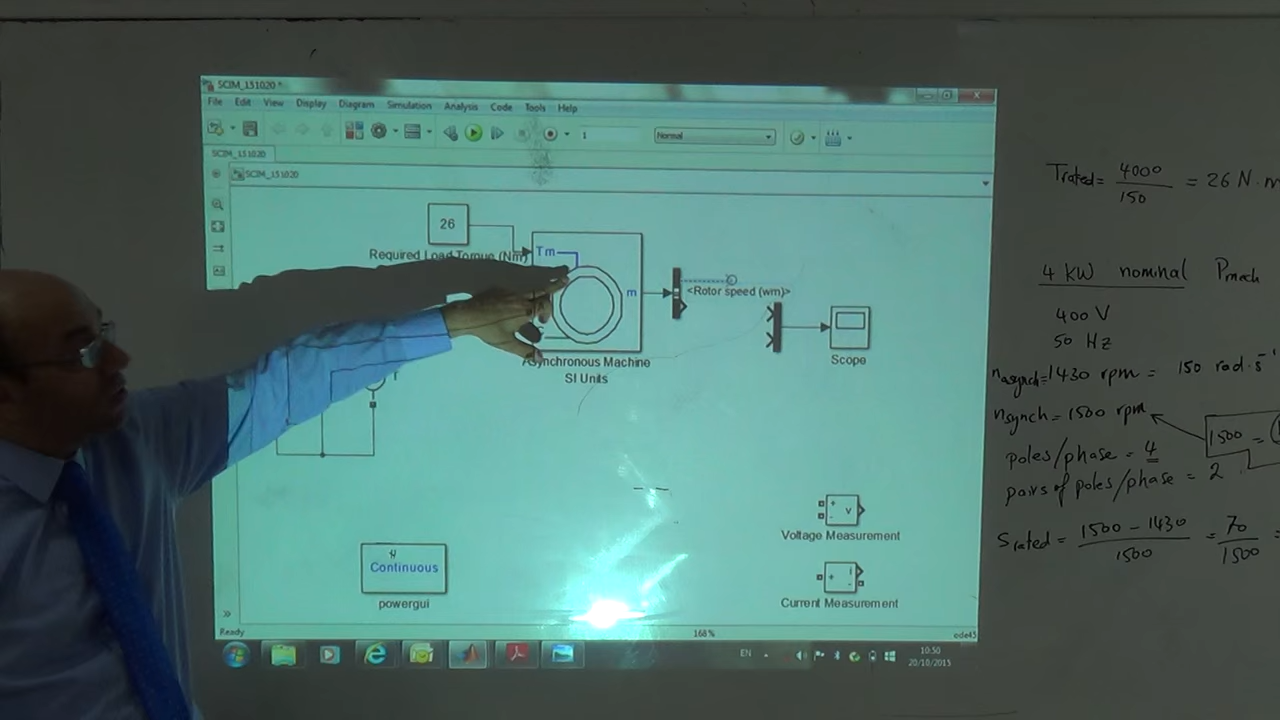 SCIM_151020 *
File Edit View Display Diagram Simulation Analysis Code Tools Help
1 Normal
SCIM_151020
SCIM_151020
26
Required Load Torque (Nm)
Tm
m
<Rotor speed (wm)>
Asynchronous Machine
SI Units
Scope
+ v
-
Voltage Measurement
+ i
-
Current Measurement
Continuous
powergui
Ready 168% ode45
EN 10:50
20/10/2015
Trated = 4000 / 150 = 26 N.m
4 KW nominal Pmech
400 V
50 Hz
nasynch = 1430 rpm = 150 rad.s⁻¹
nsynch = 1500 rpm
1500 =
poles/phase = 4
pairs of poles/phase = 2
Srated = 1500 - 1430 / 1500 = 70 / 1500 =